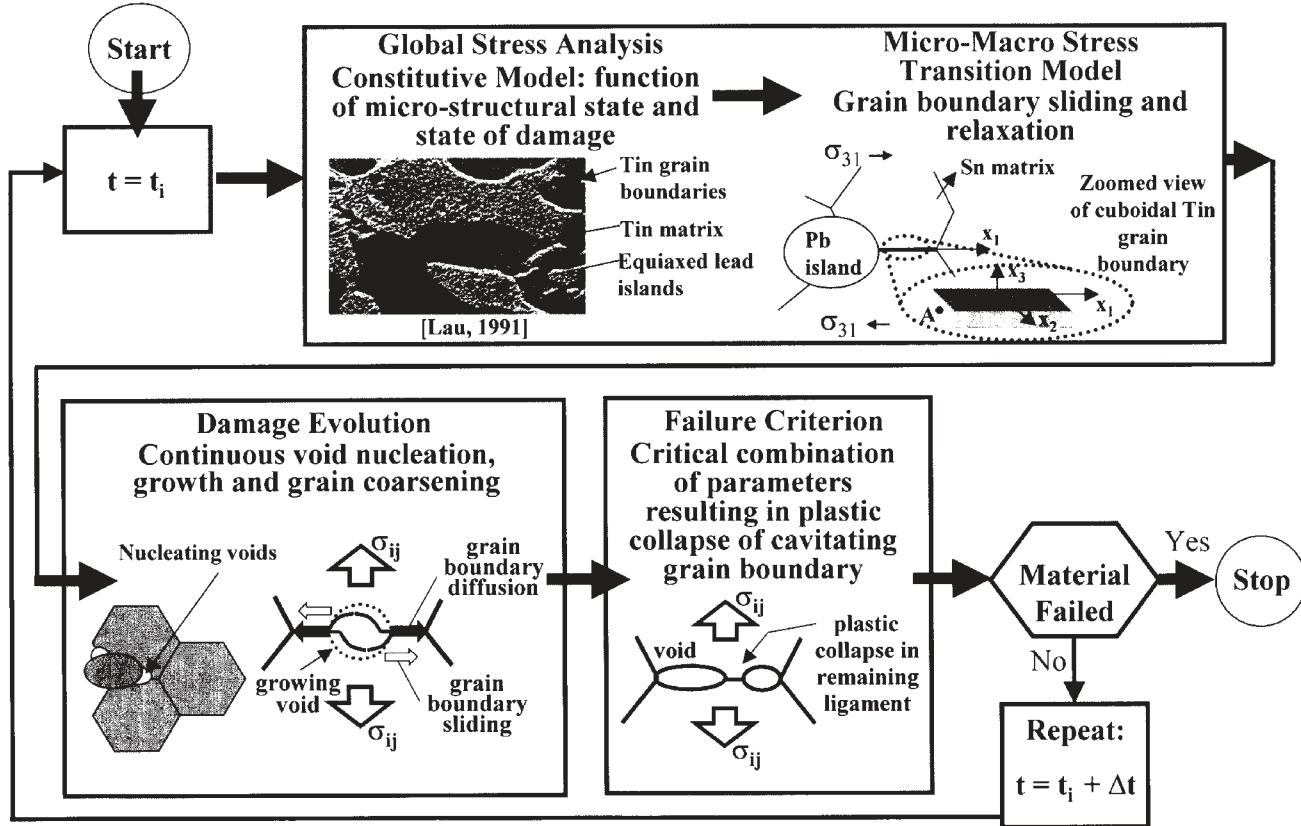 Start
t = tᵢ
Global Stress Analysis
Constitutive Model: function
of micro-structural state and
state of damage
Tin grain
boundaries
Tin matrix
Equiaxed lead
islands
[Lau, 1991]
Micro-Macro Stress
Transition Model
Grain boundary sliding and
relaxation
σ₃₁
Sn matrix
Zoomed view
of cuboidal Tin
grain
boundary
Pb
island
x₁
x₃
x₁
A
x₂
σ₃₁
Damage Evolution
Continuous void nucleation,
growth and grain coarsening
Nucleating voids
σᵢⱼ
grain
boundary
diffusion
growing
void
grain
boundary
sliding
σᵢⱼ
Failure Criterion
Critical combination
of parameters
resulting in plastic
collapse of cavitating
grain boundary
σᵢⱼ
void
plastic
collapse in
remaining
ligament
σᵢⱼ
Material
Failed
Yes
Stop
No
Repeat:
t = tᵢ + Δt